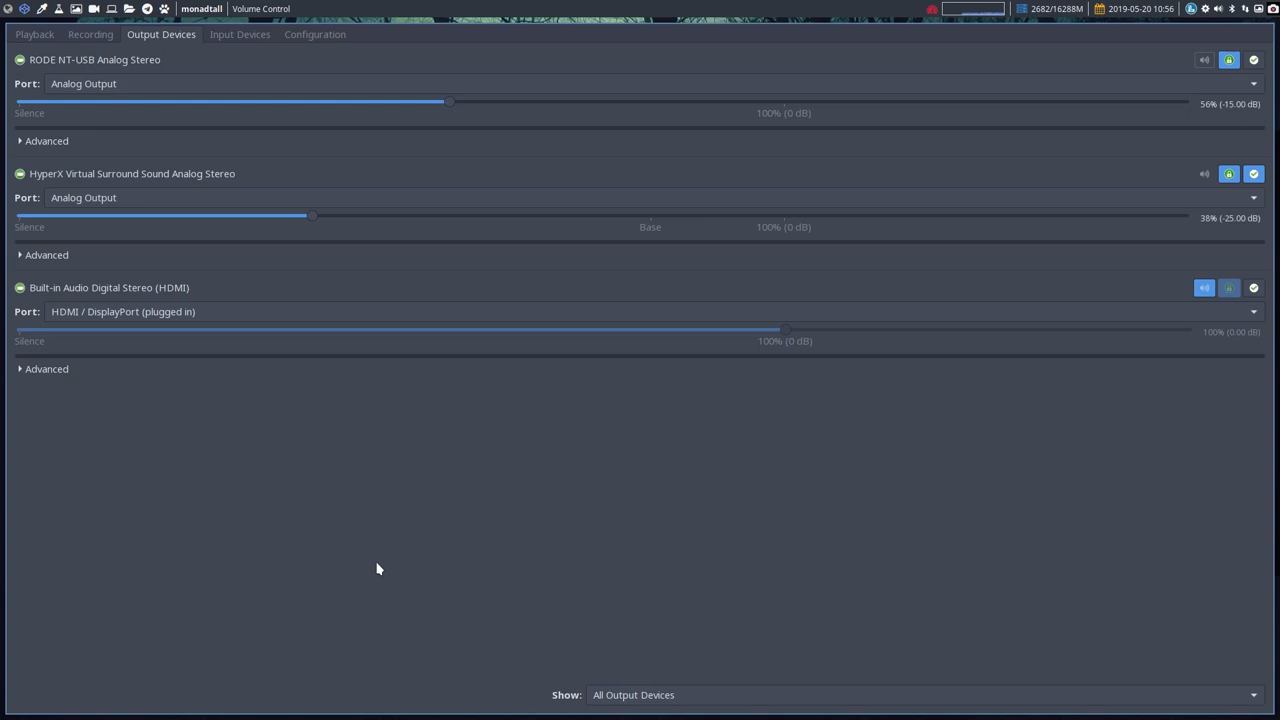 monadtall Volume Control 2682/16288M 2019-05-20 10:56
Playback Recording Output Devices Input Devices Configuration
RODE NT-USB Analog Stereo
Port: Analog Output
56% (-15.00 dB)
Silence 100% (0 dB)
Advanced
HyperX Virtual Surround Sound Analog Stereo
Port: Analog Output
38% (-25.00 dB)
Silence Base 100% (0 dB)
Advanced
Built-in Audio Digital Stereo (HDMI)
Port: HDMI / DisplayPort (plugged in)
100% (0.00 dB)
Silence 100% (0 dB)
Advanced
Show: All Output Devices